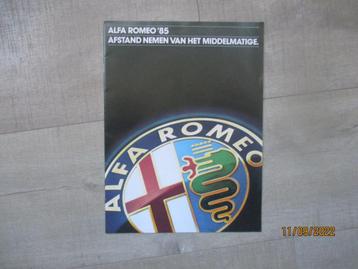 ALFA ROMEO '85
AFSTAND NEMEN VAN HET MIDDELMATIGE.
ALFA ROMEO
11/09/2022